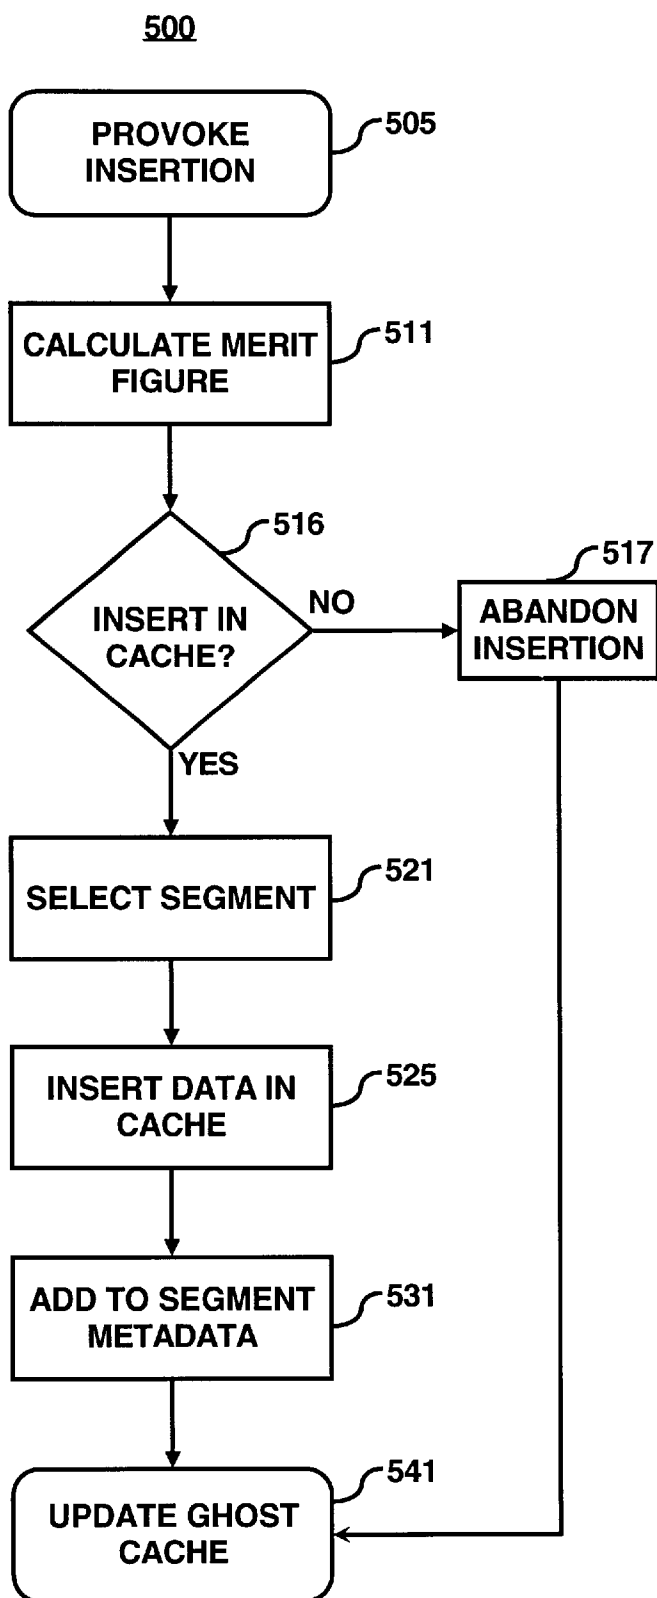 500
PROVOKE
INSERTION
505
CALCULATE MERIT
FIGURE
511
516
INSERT IN
CACHE?
NO
517
ABANDON
INSERTION
YES
SELECT SEGMENT
521
INSERT DATA IN
CACHE
525
ADD TO SEGMENT
METADATA
531
UPDATE GHOST
CACHE
541